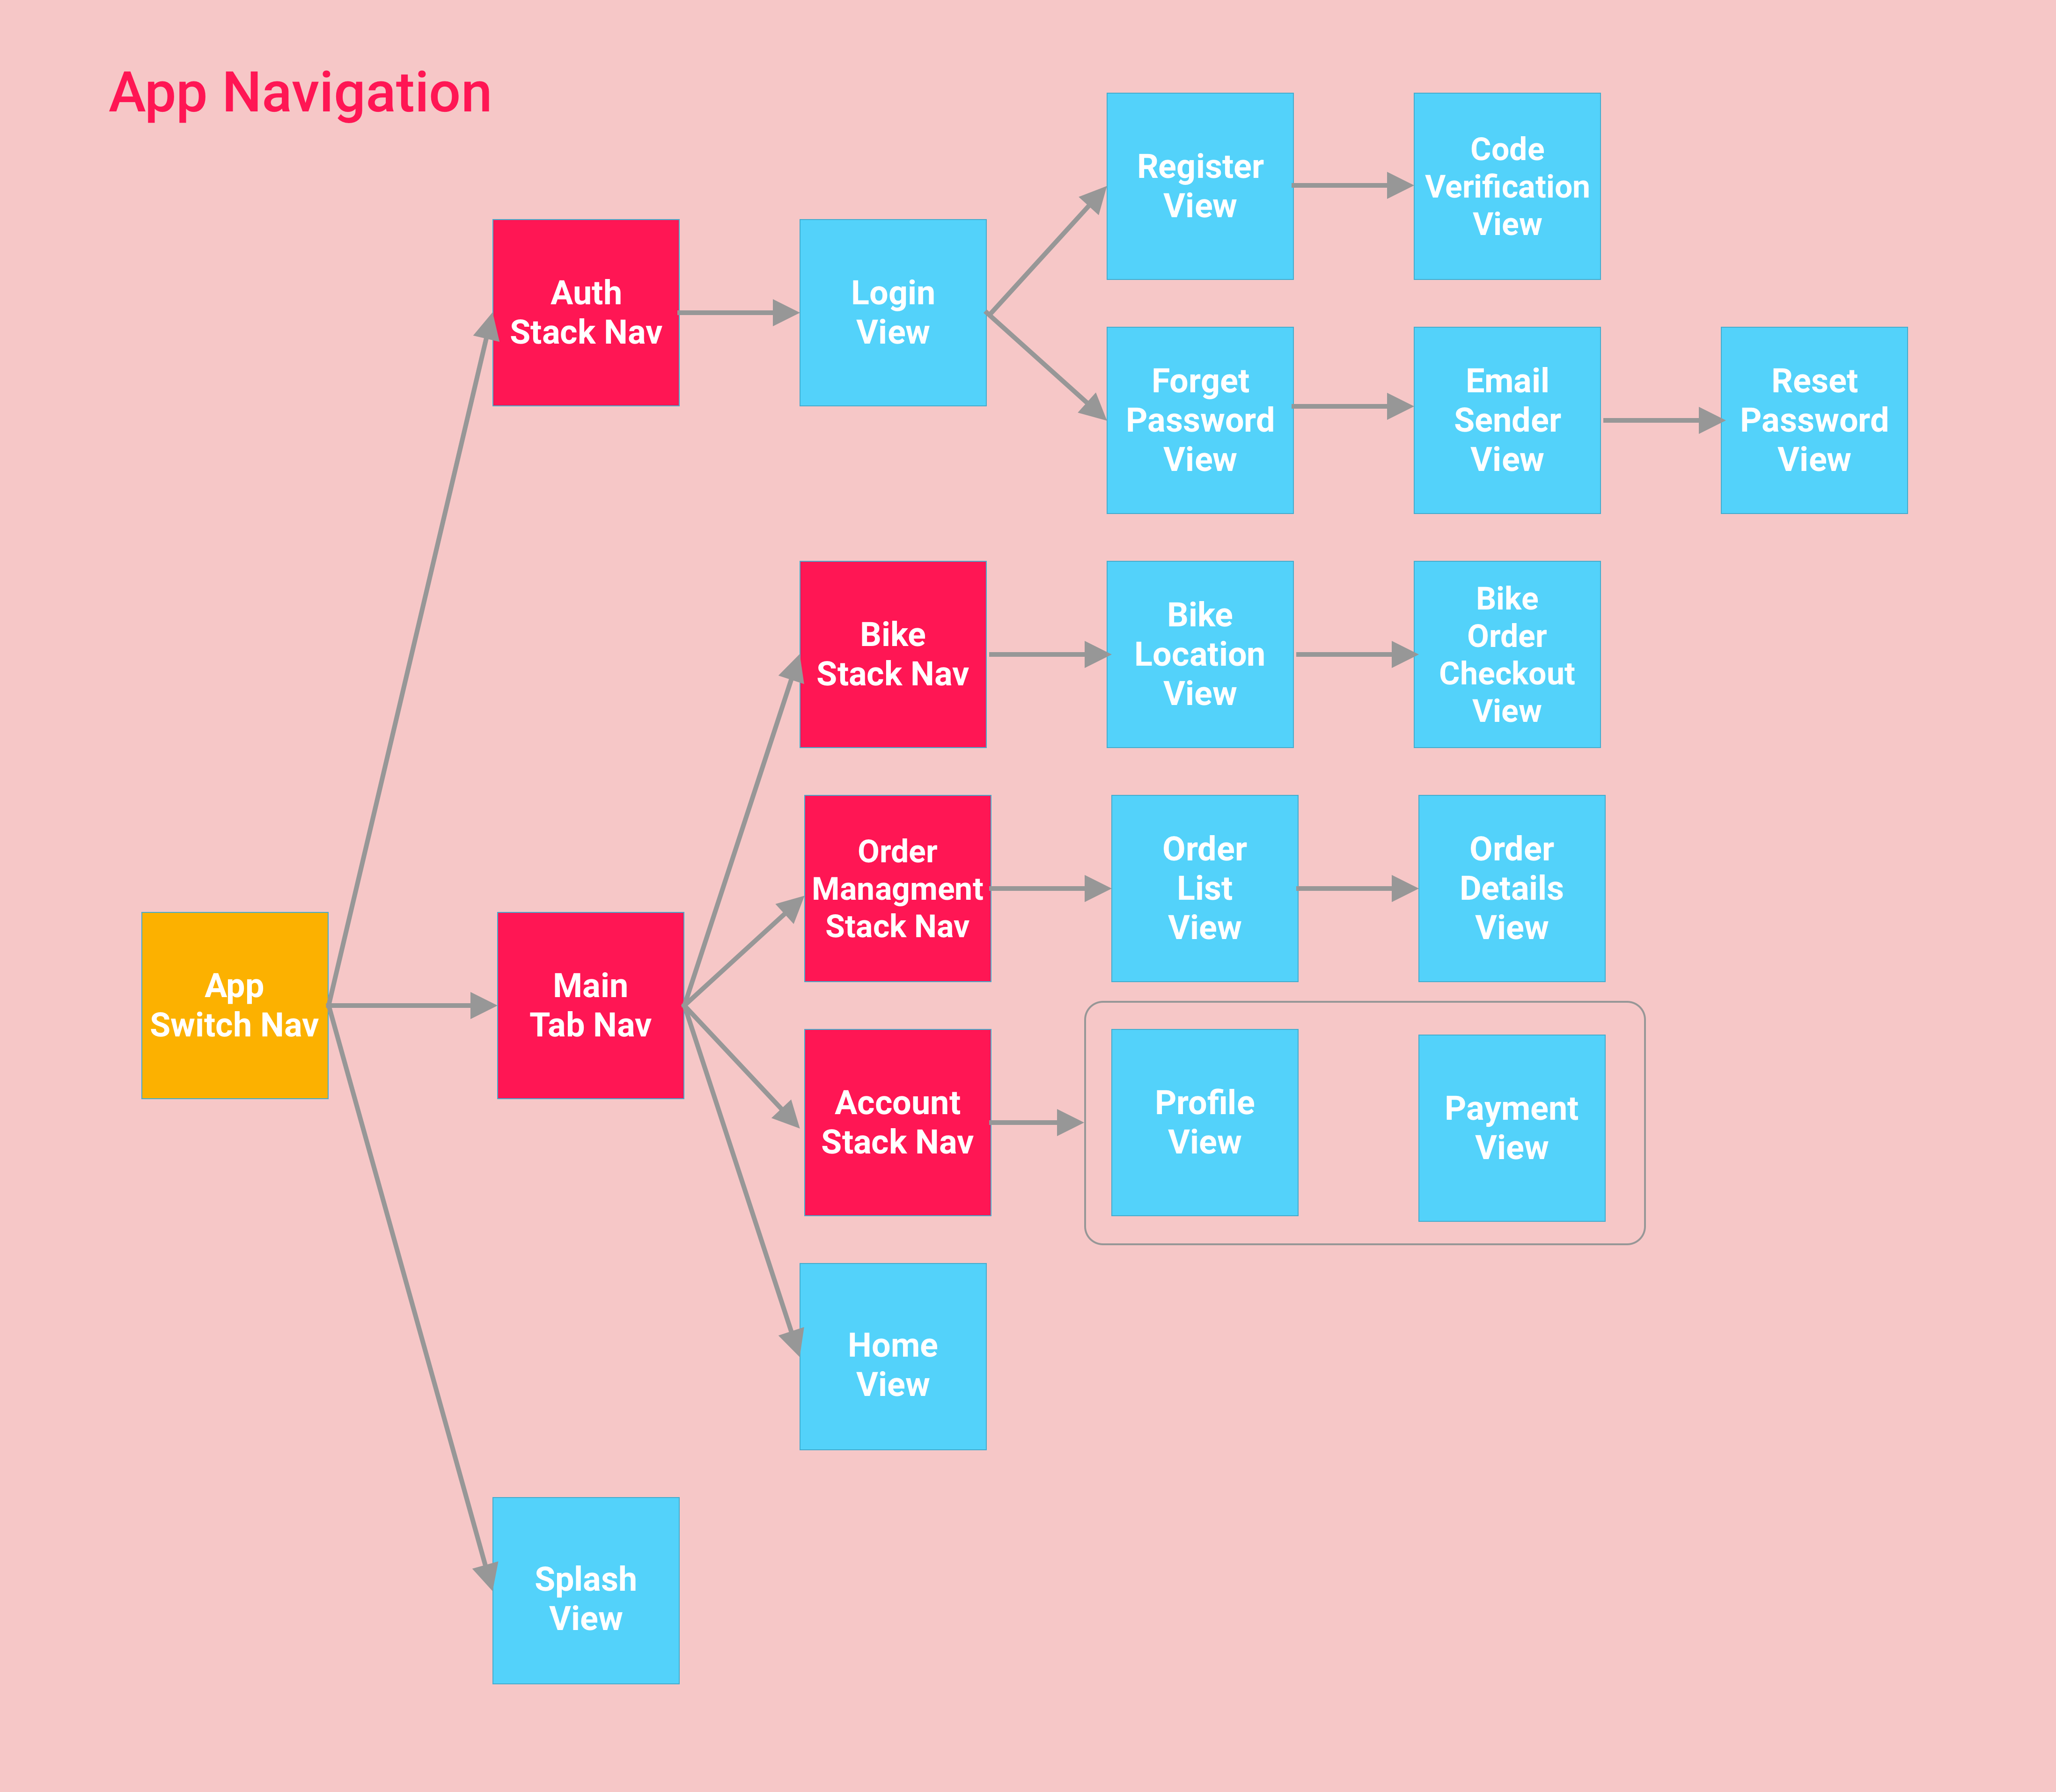 App Navigation
Register
View
Code
Verification
View
Auth
Stack Nav
Login
View
Forget
Password
View
Email
Sender
View
Reset
Password
View
Bike
Stack Nav
Bike
Location
View
Bike
Order
Checkout
View
Order
Managment
Stack Nav
Order
List
View
Order
Details
View
App
Switch Nav
Main
Tab Nav
Account
Stack Nav
Profile
View
Payment
View
Home
View
Splash
View